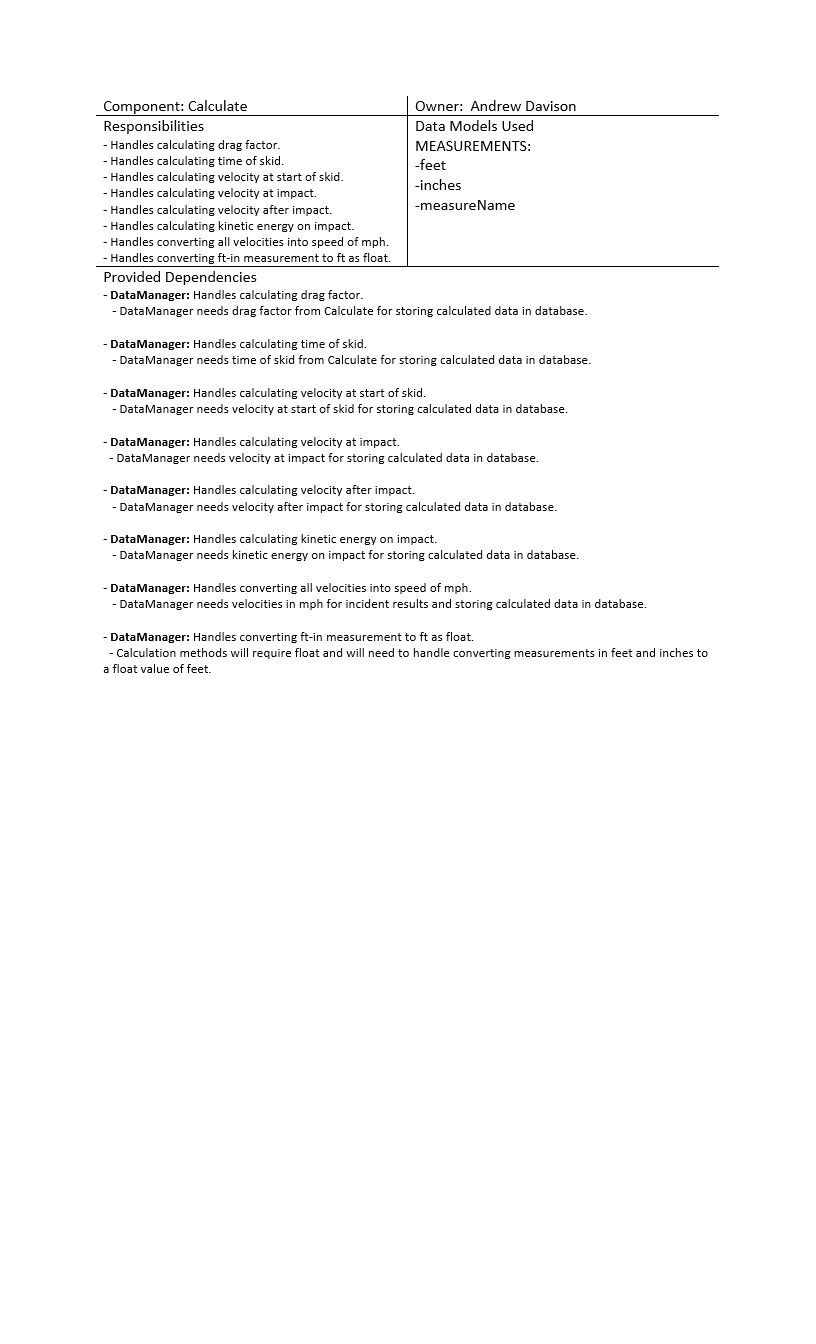 Component: Calculate
Owner:  Andrew Davison
Responsibilities
- Handles calculating drag factor.
- Handles calculating time of skid.
- Handles calculating velocity at start of skid.
- Handles calculating velocity at impact.
- Handles calculating velocity after impact.
- Handles calculating kinetic energy on impact.
- Handles converting all velocities into speed of mph.
- Handles converting ft-in measurement to ft as float.
Data Models Used
MEASUREMENTS:
-feet
-inches
-measureName
Provided Dependencies
- DataManager: Handles calculating drag factor.
- DataManager needs drag factor from Calculate for storing calculated data in database.
- DataManager: Handles calculating time of skid.
- DataManager needs time of skid from Calculate for storing calculated data in database.
- DataManager: Handles calculating velocity at start of skid.
- DataManager needs velocity at start of skid for storing calculated data in database.
- DataManager: Handles calculating velocity at impact.
- DataManager needs velocity at impact for storing calculated data in database.
- DataManager: Handles calculating velocity after impact.
- DataManager needs velocity after impact for storing calculated data in database.
- DataManager: Handles calculating kinetic energy on impact.
- DataManager needs kinetic energy on impact for storing calculated data in database.
- DataManager: Handles converting all velocities into speed of mph.
- DataManager needs velocities in mph for incident results and storing calculated data in database.
- DataManager: Handles converting ft-in measurement to ft as float.
- Calculation methods will require float and will need to handle converting measurements in feet and inches to
a float value of feet.